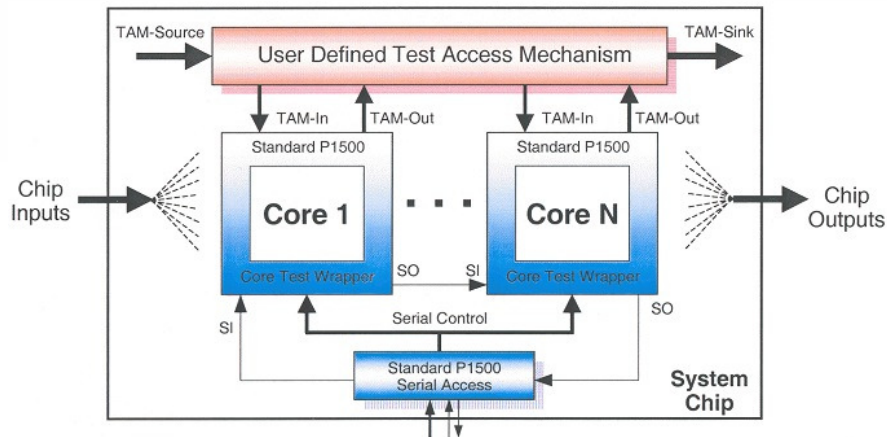 TAM-Source
TAM-Sink
User Defined Test Access Mechanism
TAM-In
TAM-Out
TAM-In
TAM-Out
Standard P1500
Standard P1500
Chip
Inputs
Core 1
Core N
Chip
Outputs
Core Test Wrapper
SO
SI
Core Test Wrapper
SI
Serial Control
SO
Standard P1500
Serial Access
System
Chip